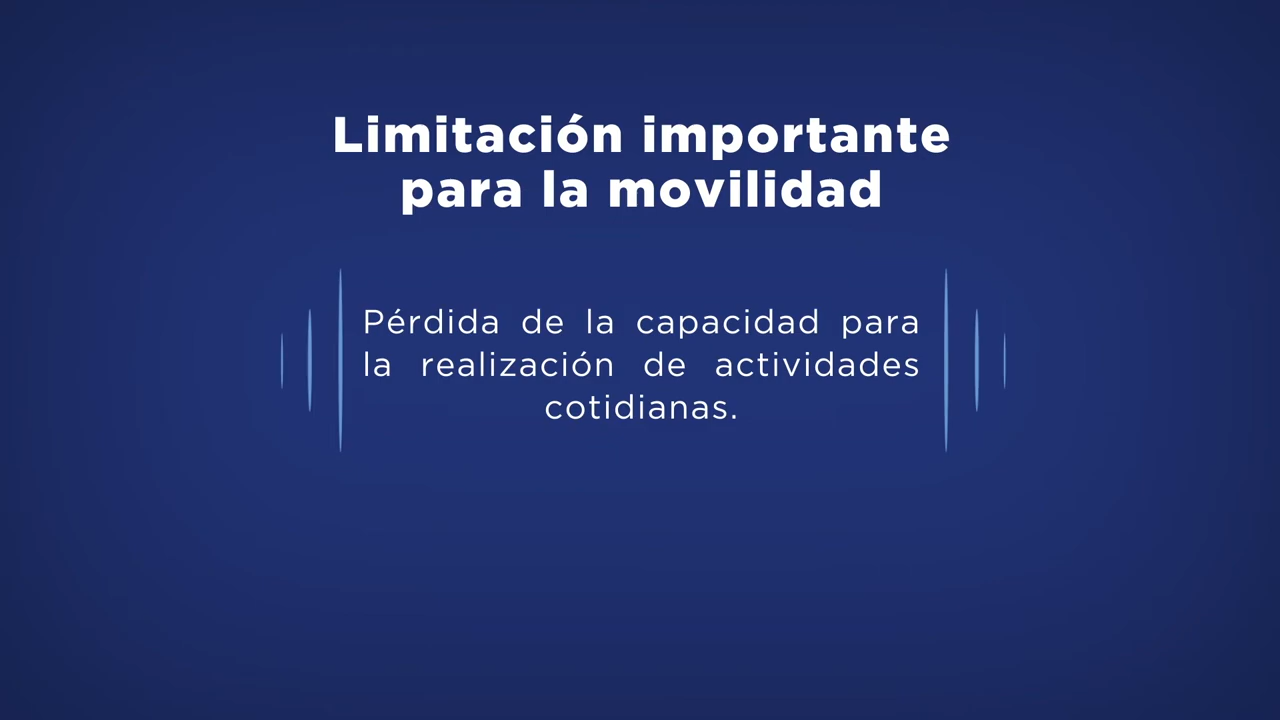 Limitación importante
para la movilidad
Pérdida de la capacidad para
la realización de actividades
cotidianas.